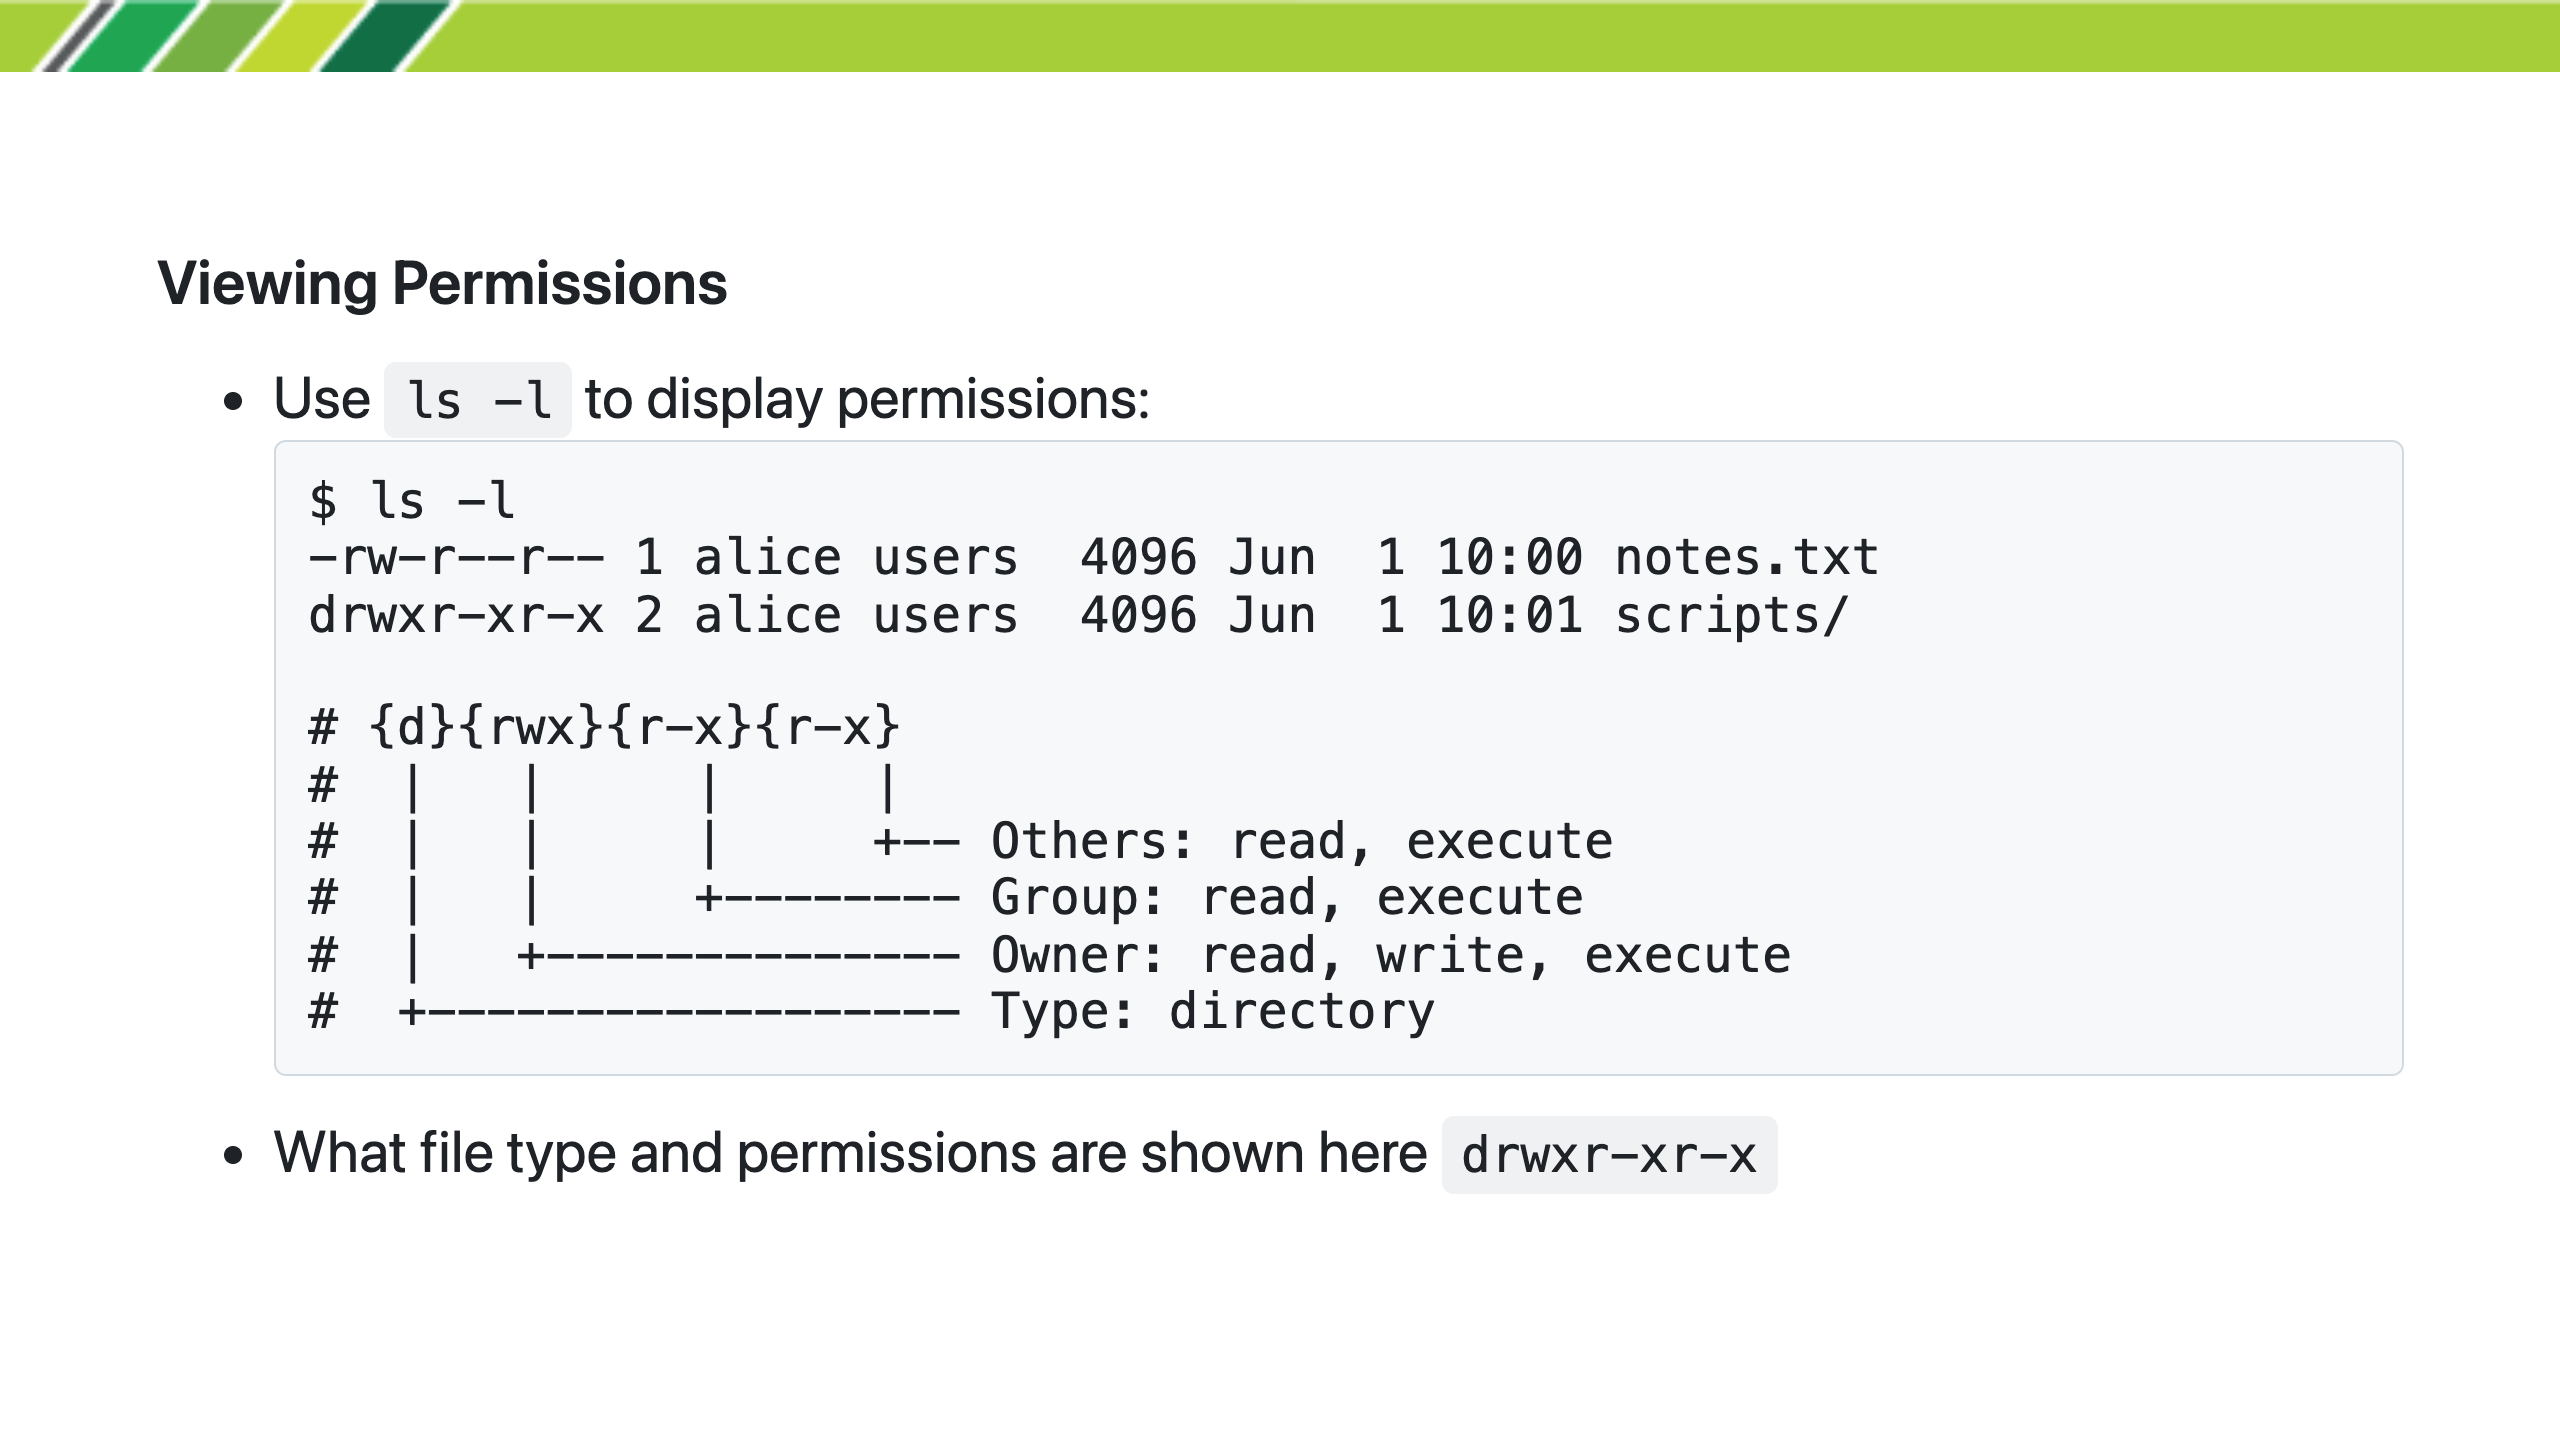 Viewing Permissions
• Use ls -l to display permissions:
$ ls -l
-rw-r--r-- 1 alice users  4096 Jun  1 10:00 notes.txt
drwxr-xr-x 2 alice users  4096 Jun  1 10:01 scripts/

# {d}{rwx}{r-x}{r-x}
#  |   |     |     |
#  |   |     |     +-- Others: read, execute
#  |   |     +-------- Group: read, execute
#  |   +-------------- Owner: read, write, execute
#  +------------------ Type: directory
• What file type and permissions are shown here drwxr-xr-x